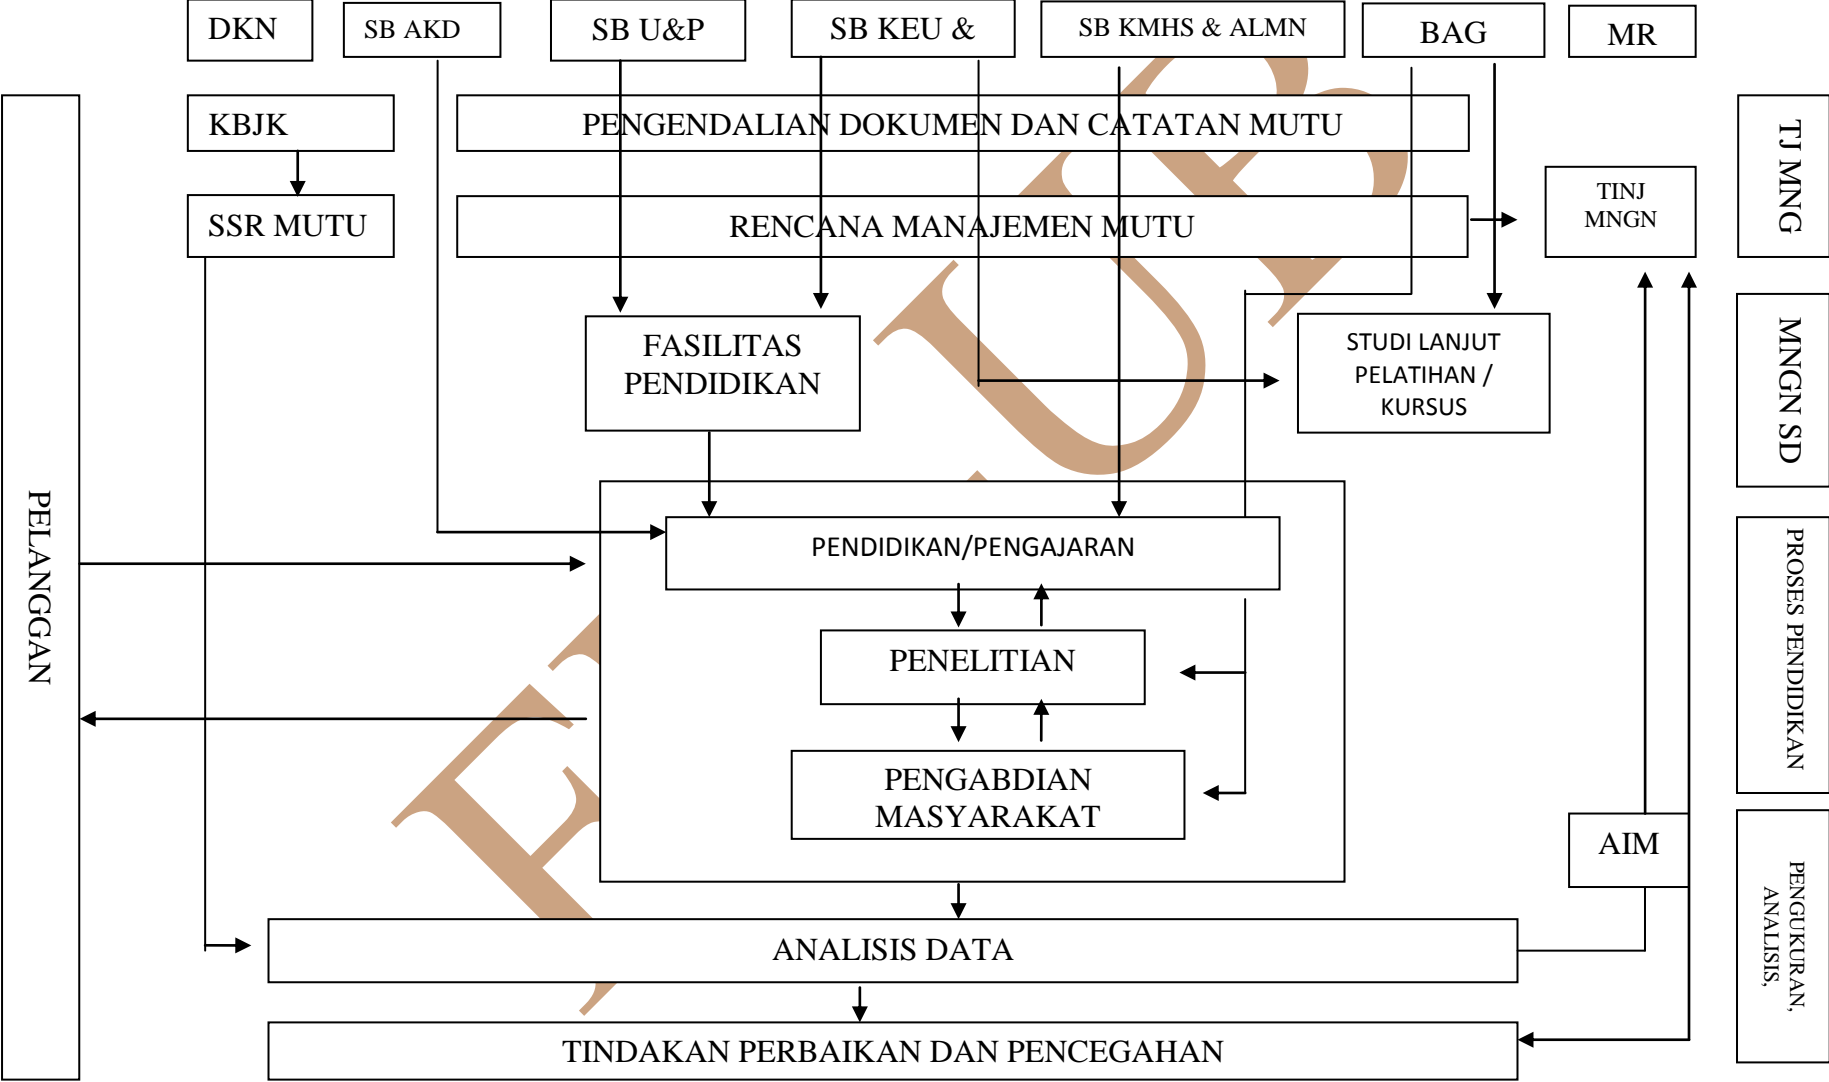 DKN
SB AKD
SB U&P
SB KEU &
SB KMHS & ALMN
BAG
MR
KBJK
PENGENDALIAN DOKUMEN DAN CATATAN MUTU
TJ MNG
SSR MUTU
RENCANA MANAJEMEN MUTU
TINJ
MNGN
FASILITAS
PENDIDIKAN
STUDI LANJUT
PELATIHAN /
KURSUS
MNGN SD
PELANGGAN
PENDIDIKAN/PENGAJARAN
PROSES PENDIDIKAN
PENELITIAN
PENGABDIAN
MASYARAKAT
AIM
PENGUKURAN,
ANALISIS,
ANALISIS DATA
TINDAKAN PERBAIKAN DAN PENCEGAHAN